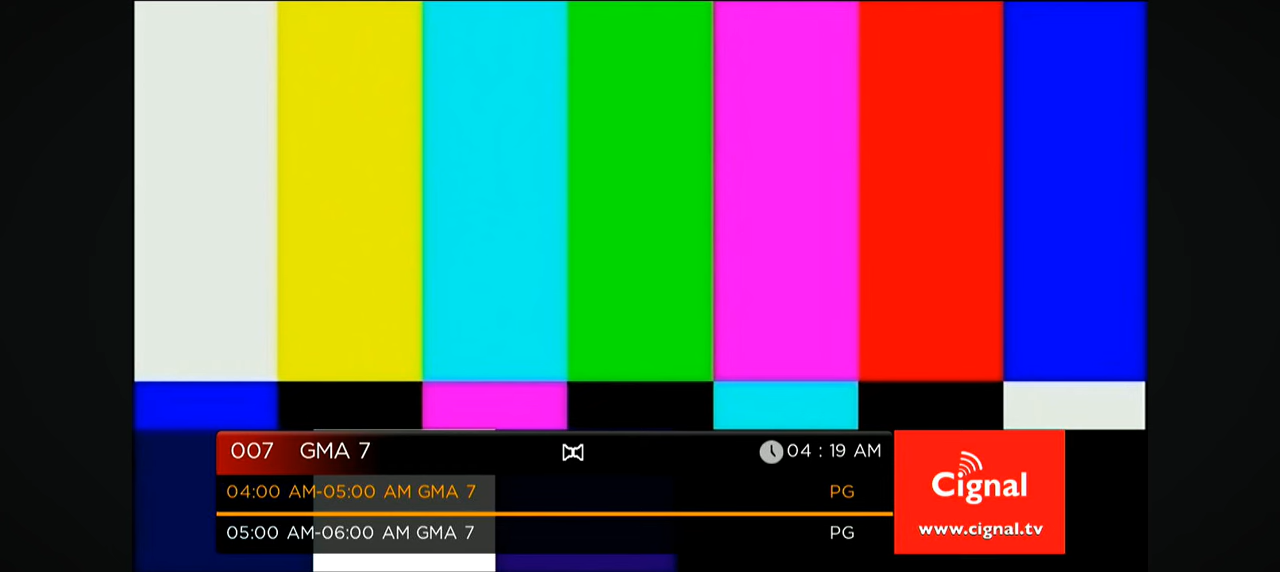 007 GMA 7 04 : 19 AM
04:00 AM-05:00 AM GMA 7 PG
05:00 AM-06:00 AM GMA 7 PG
Cignal
www.cignal.tv